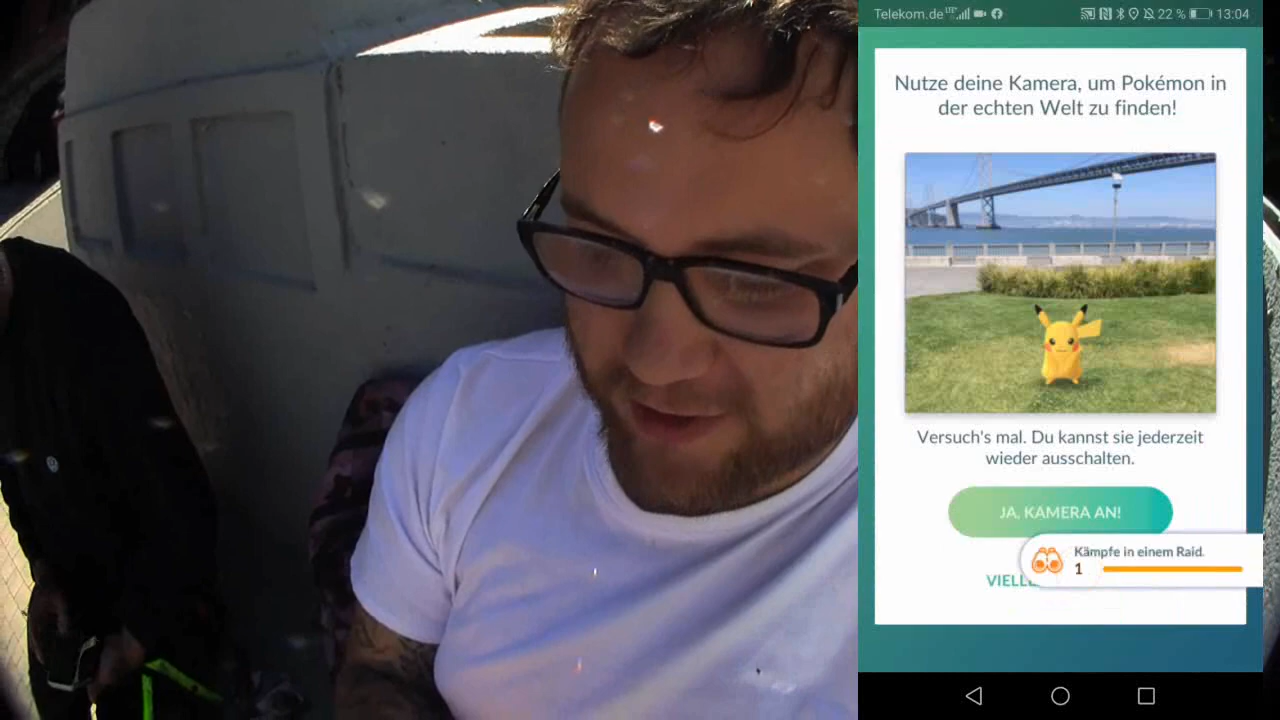 Telekom.de 22 % 13:04
Nutze deine Kamera, um Pokémon in
der echten Welt zu finden!
Versuch's mal. Du kannst sie jederzeit
wieder ausschalten.
JA, KAMERA AN!
Kämpfe in einem Raid.
1
VIELLE